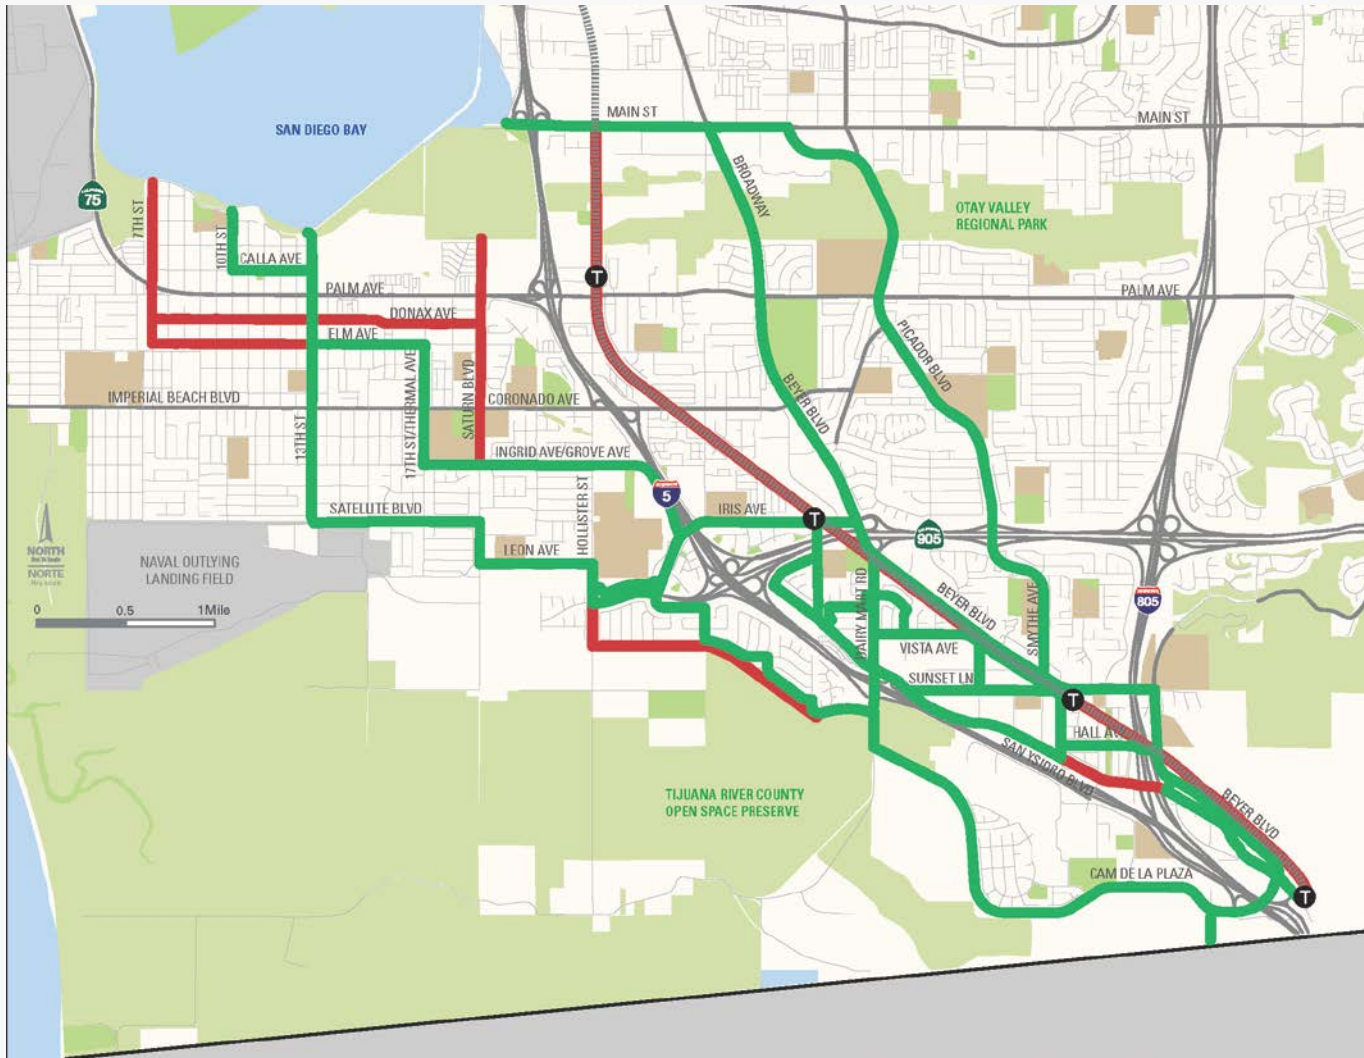 MAIN ST
MAIN ST
SAN DIEGO BAY
BROADWAY
CALIFORNIA
75
7TH ST
10TH ST
OTAY VALLEY
REGIONAL PARK
CALLA AVE
T
PALM AVE
PALM AVE
DONAX AVE
ELM AVE
PICADOR BLVD
17TH ST/THERMAL AVE
SATURN BLVD
BEYER BLVD
IMPERIAL BEACH BLVD
CORONADO AVE
13TH ST
INGRID AVE/GROVE AVE
5
HOLLISTER ST
SATELLITE BLVD
IRIS AVE
T
905
NORTH
NORTE
NAVAL OUTLYING
LANDING FIELD
LEON AVE
0 0.5 1Mile
DAIRY MART RD
BEYER BLVD
SMYTHE AVE
805
VISTA AVE
SUNSET LN
T
HALL AVE
SAN YSIDRO BLVD
BEYER BLVD
TIJUANA RIVER COUNTY
OPEN SPACE PRESERVE
CAM DE LA PLAZA
T